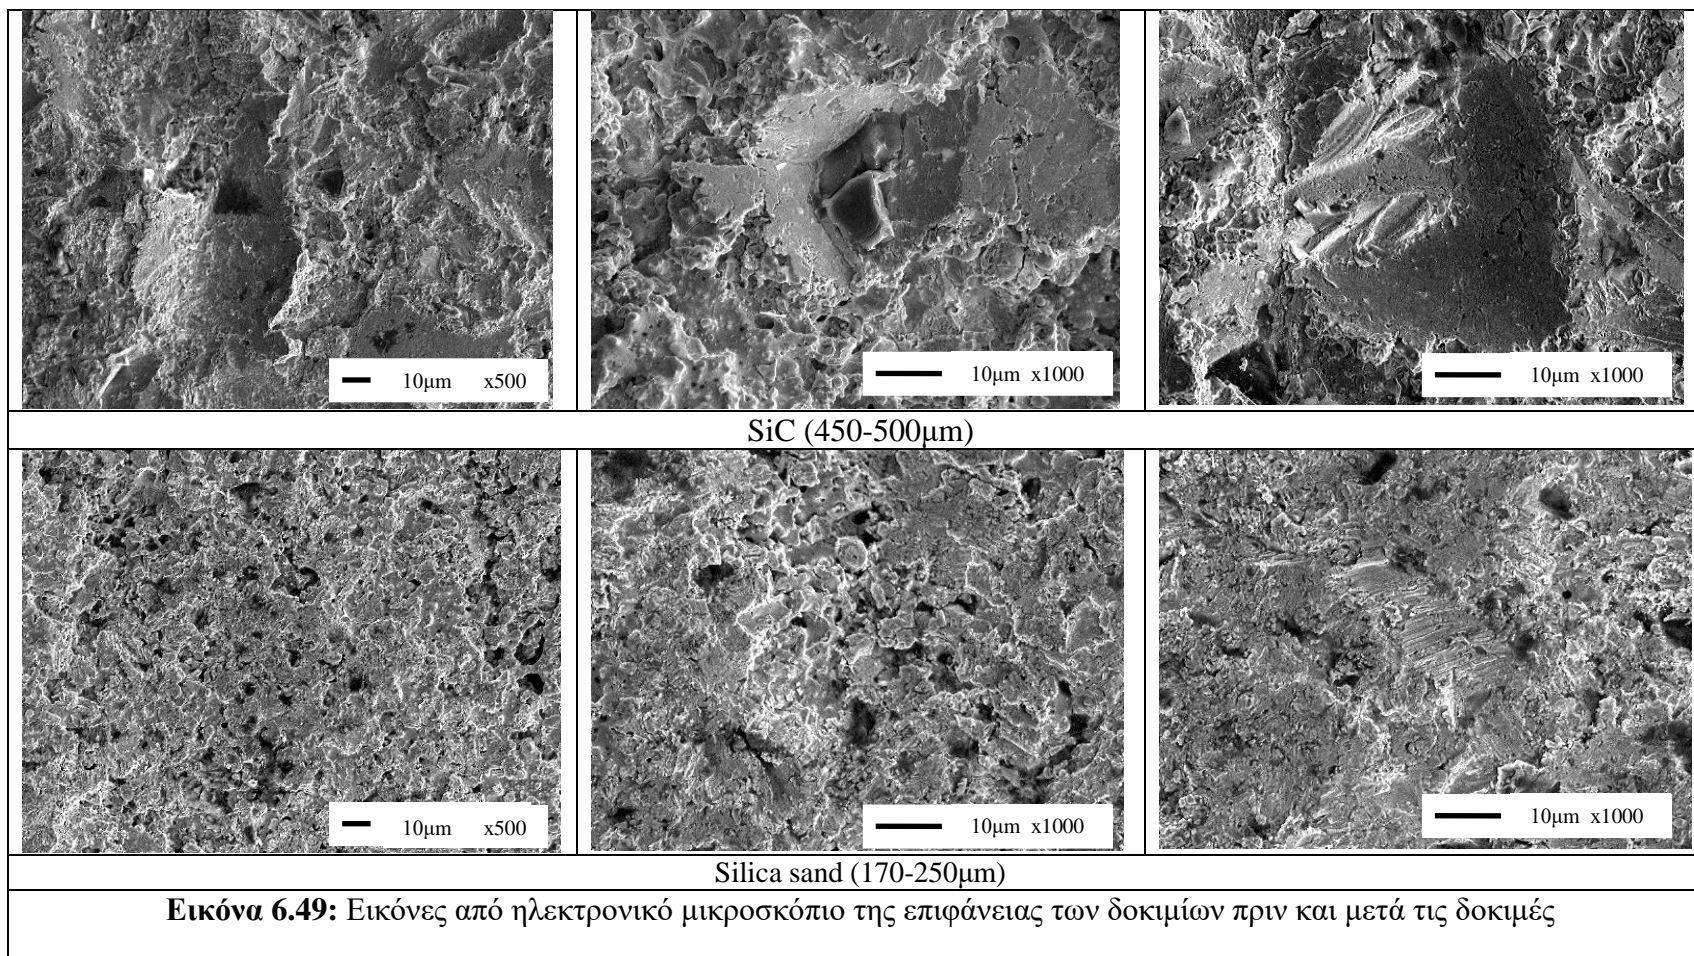 10μm x500
10μm x1000
10μm x1000
SiC (450-500μm)
10μm x500
10μm x1000
10μm x1000
Silica sand (170-250μm)
Εικόνα 6.49: Εικόνες από ηλεκτρονικό μικροσκόπιο της επιφάνειας των δοκιμίων πριν και μετά τις δοκιμές